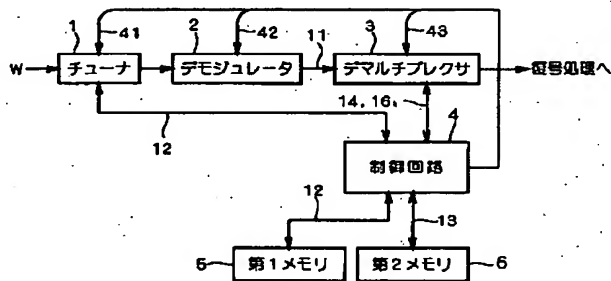 1
41
2
42
11
3
43
W
チューナ
デモジュレータ
デマルチプレクサ
復号処理へ
14, 16,
4
12
制御回路
12
13
5
第1メモリ
第2メモリ
6